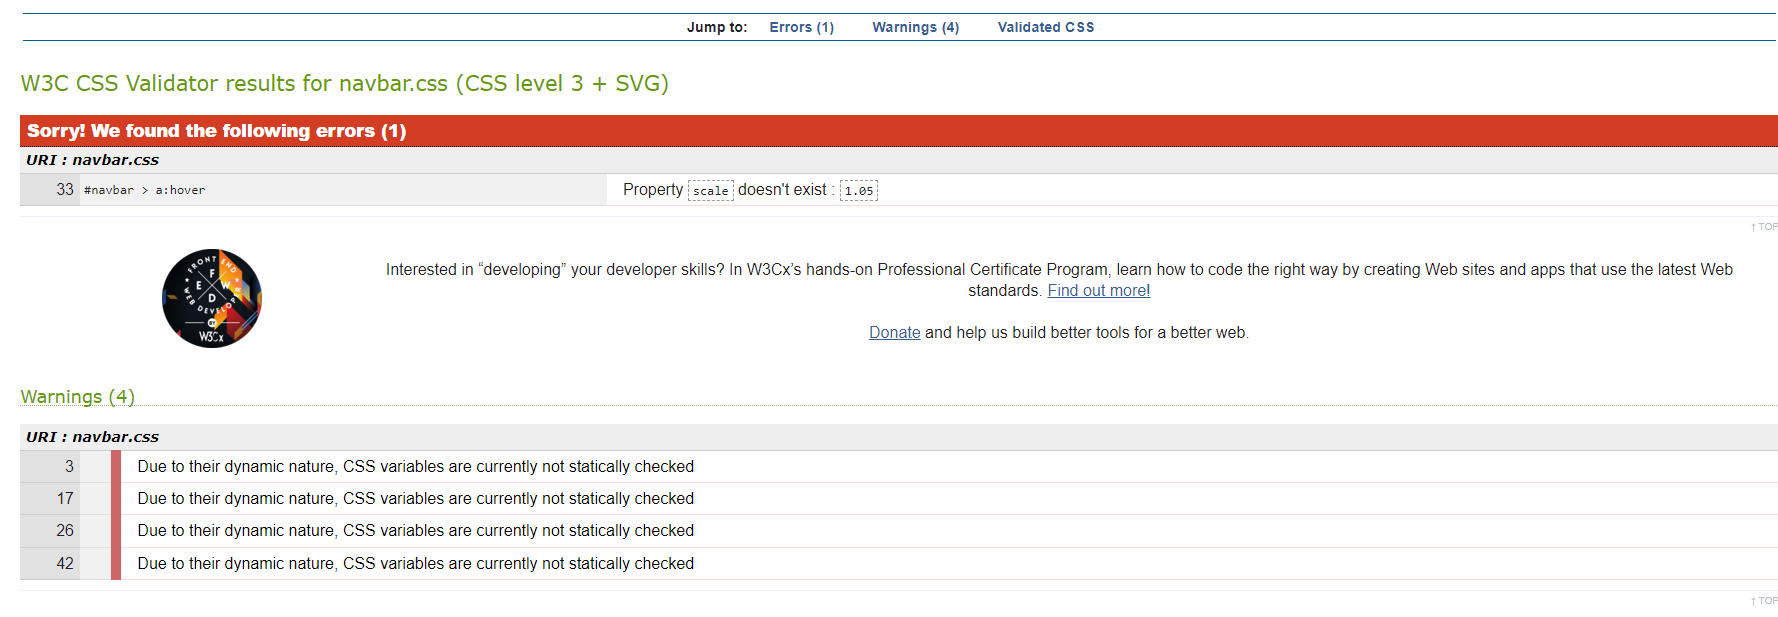 Jump to: Errors (1) Warnings (4) Validated CSS
W3C CSS Validator results for navbar.css (CSS level 3 + SVG)
Sorry! We found the following errors (1)
URI : navbar.css
33 #navbar > a:hover Property scale doesn't exist : 1.05
↑ TOP
FRONT END
F E W D
WEB DEVELOP
BY
W3Cx
Interested in “developing” your developer skills? In W3Cx’s hands-on Professional Certificate Program, learn how to code the right way by creating Web sites and apps that use the latest Web
standards. Find out more!
Donate and help us build better tools for a better web.
Warnings (4)
URI : navbar.css
3 Due to their dynamic nature, CSS variables are currently not statically checked
17 Due to their dynamic nature, CSS variables are currently not statically checked
26 Due to their dynamic nature, CSS variables are currently not statically checked
42 Due to their dynamic nature, CSS variables are currently not statically checked
↑ TOP